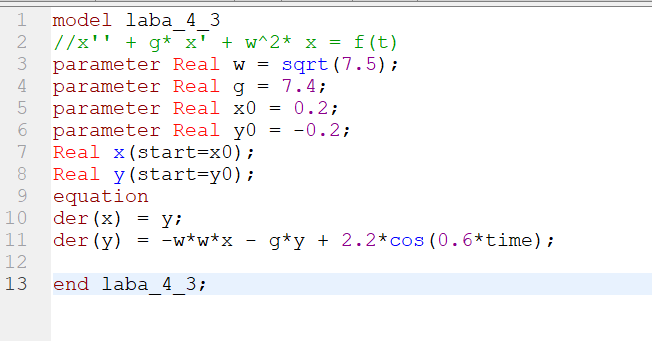 1 model laba_4_3
2 //x'' + g* x' + w^2* x = f(t)
3 parameter Real w = sqrt(7.5);
4 parameter Real g = 7.4;
5 parameter Real x0 = 0.2;
6 parameter Real y0 = -0.2;
7 Real x(start=x0);
8 Real y(start=y0);
9 equation
10 der(x) = y;
11 der(y) = -w*w*x - g*y + 2.2*cos(0.6*time);
12
13 end laba_4_3;